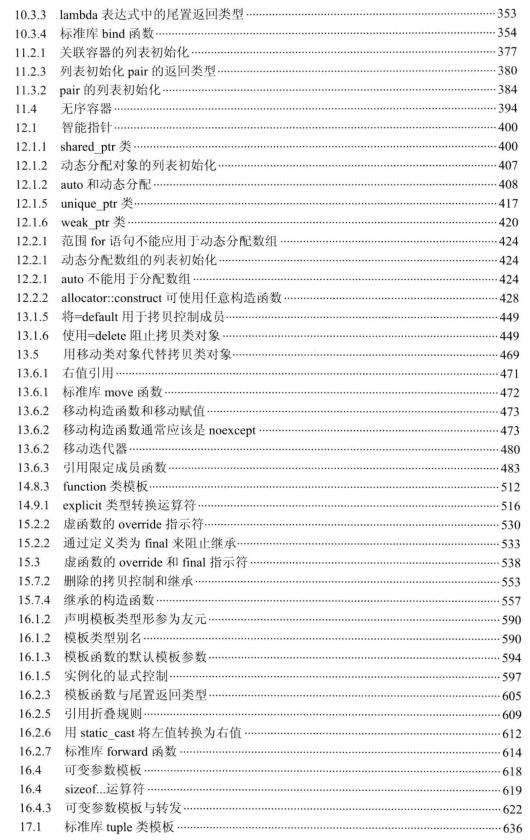 10.3.3 lambda 表达式中的尾置返回类型 353
10.3.4 标准库 bind 函数 354
11.2.1 关联容器的列表初始化 377
11.2.3 列表初始化 pair 的返回类型 380
11.3.2 pair 的列表初始化 384
11.4 无序容器 394
12.1 智能指针 400
12.1.1 shared_ptr 类 400
12.1.2 动态分配对象的列表初始化 407
12.1.2 auto 和动态分配 408
12.1.5 unique_ptr 类 417
12.1.6 weak_ptr 类 420
12.2.1 范围 for 语句不能应用于动态分配数组 424
12.2.1 动态分配数组的列表初始化 424
12.2.1 auto 不能用于分配数组 424
12.2.2 allocator::construct 可使用任意构造函数 428
13.1.5 将=default 用于拷贝控制成员 449
13.1.6 使用=delete 阻止拷贝类对象 449
13.5 用移动类对象代替拷贝类对象 469
13.6.1 右值引用 471
13.6.1 标准库 move 函数 472
13.6.2 移动构造函数和移动赋值 473
13.6.2 移动构造函数通常应该是 noexcept 473
13.6.2 移动迭代器 480
13.6.3 引用限定成员函数 483
14.8.3 function 类模板 512
14.9.1 explicit 类型转换运算符 516
15.2.2 虚函数的 override 指示符 530
15.2.2 通过定义类为 final 来阻止继承 533
15.3 虚函数的 override 和 final 指示符 538
15.7.2 删除的拷贝控制和继承 553
15.7.4 继承的构造函数 557
16.1.2 声明模板类型形参为友元 590
16.1.2 模板类型别名 590
16.1.3 模板函数的默认模板参数 594
16.1.5 实例化的显式控制 597
16.2.3 模板函数与尾置返回类型 605
16.2.5 引用折叠规则 609
16.2.6 用 static_cast 将左值转换为右值 612
16.2.7 标准库 forward 函数 614
16.4 可变参数模板 618
16.4 sizeof...运算符 619
16.4.3 可变参数模板与转发 622
17.1 标准库 tuple 类模板 636